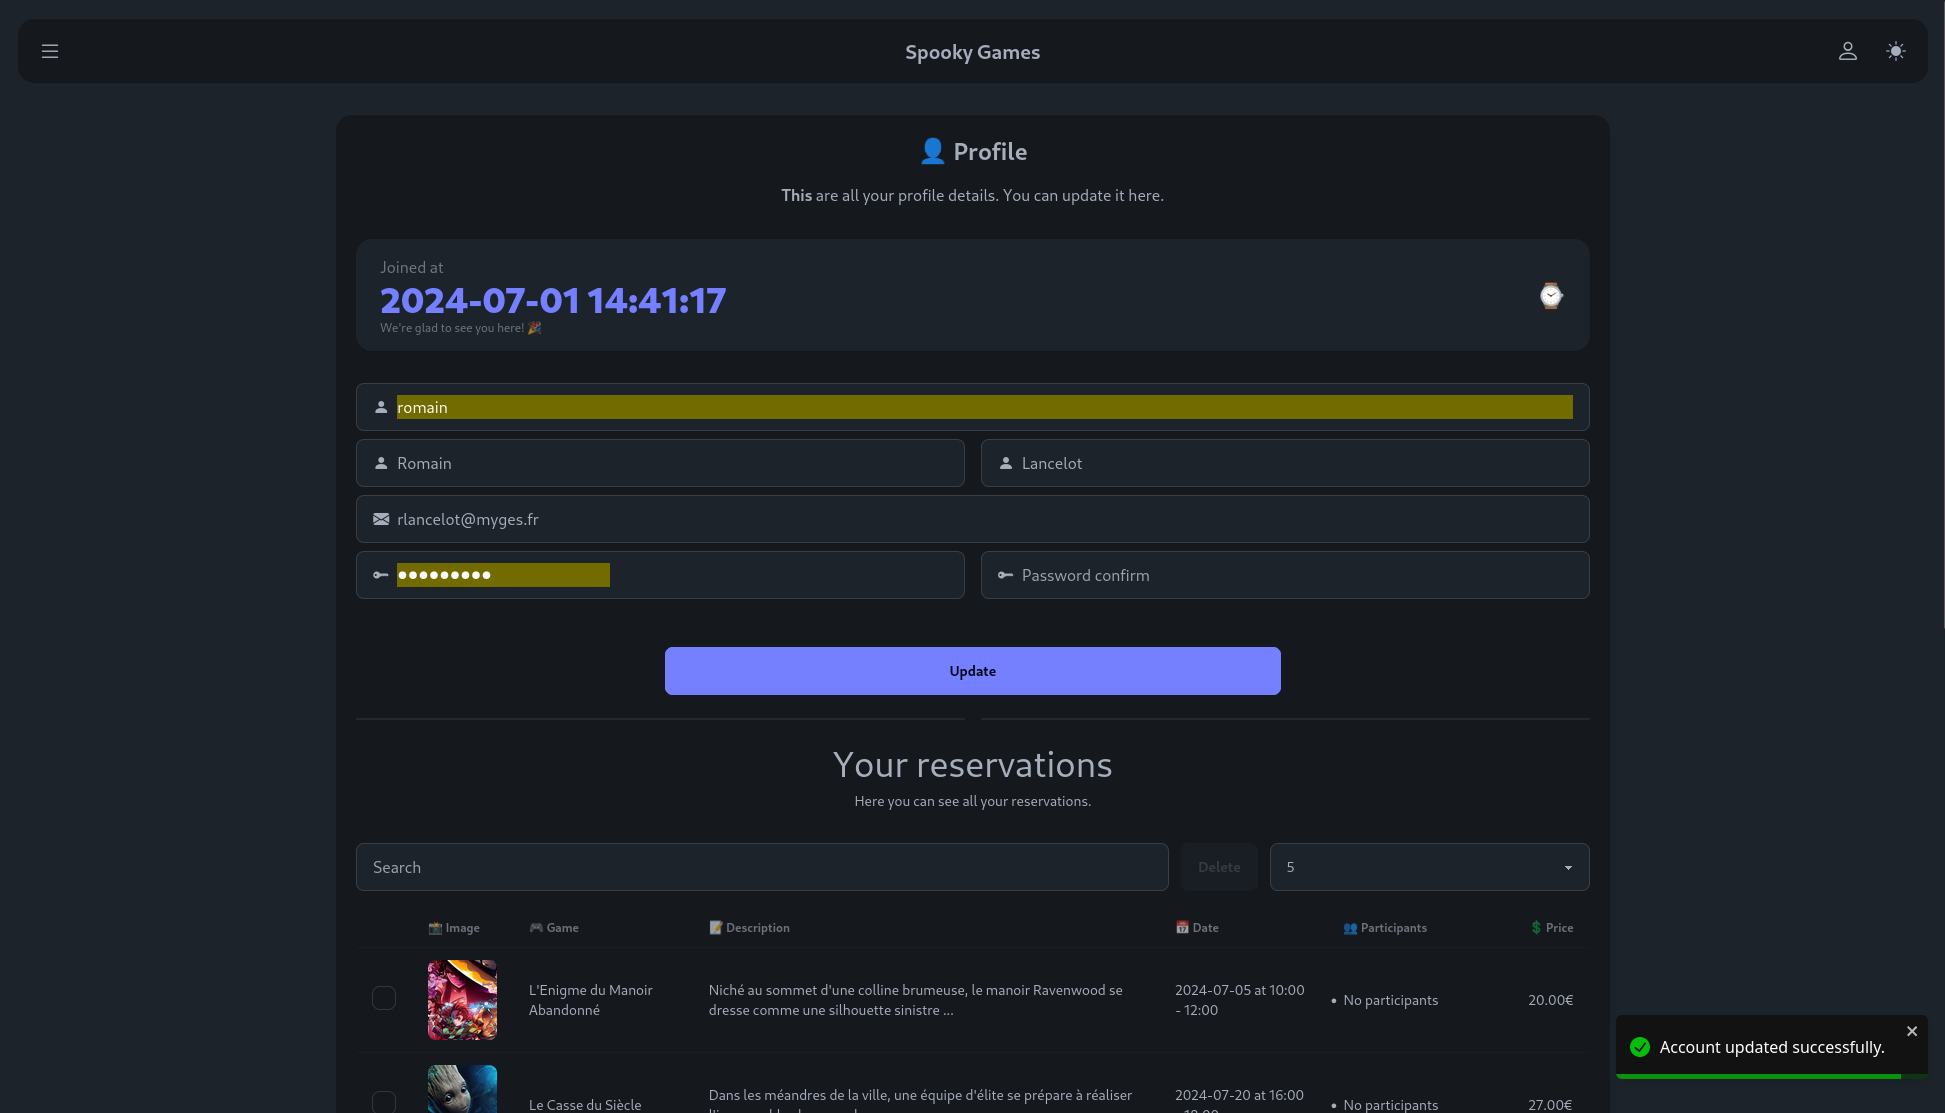 Spooky Games
👤 Profile
This are all your profile details. You can update it here.
Joined at
2024-07-01 14:41:17
We're glad to see you here! 🎉
romain
Romain
Lancelot
rlancelot@myges.fr
●●●●●●●●●
Password confirm
Update
Your reservations
Here you can see all your reservations.
Search
Delete
5
📸 Image
🎮 Game
📝 Description
📅 Date
👥 Participants
💲 Price
L'Enigme du Manoir
Abandonné
Niché au sommet d'une colline brumeuse, le manoir Ravenwood se
dresse comme une silhouette sinistre ...
2024-07-05 at 10:00
- 12:00
• No participants
20.00€
Le Casse du Siècle
Dans les méandres de la ville, une équipe d'élite se prépare à réaliser
2024-07-20 at 16:00
• No participants
27.00€
Account updated successfully.